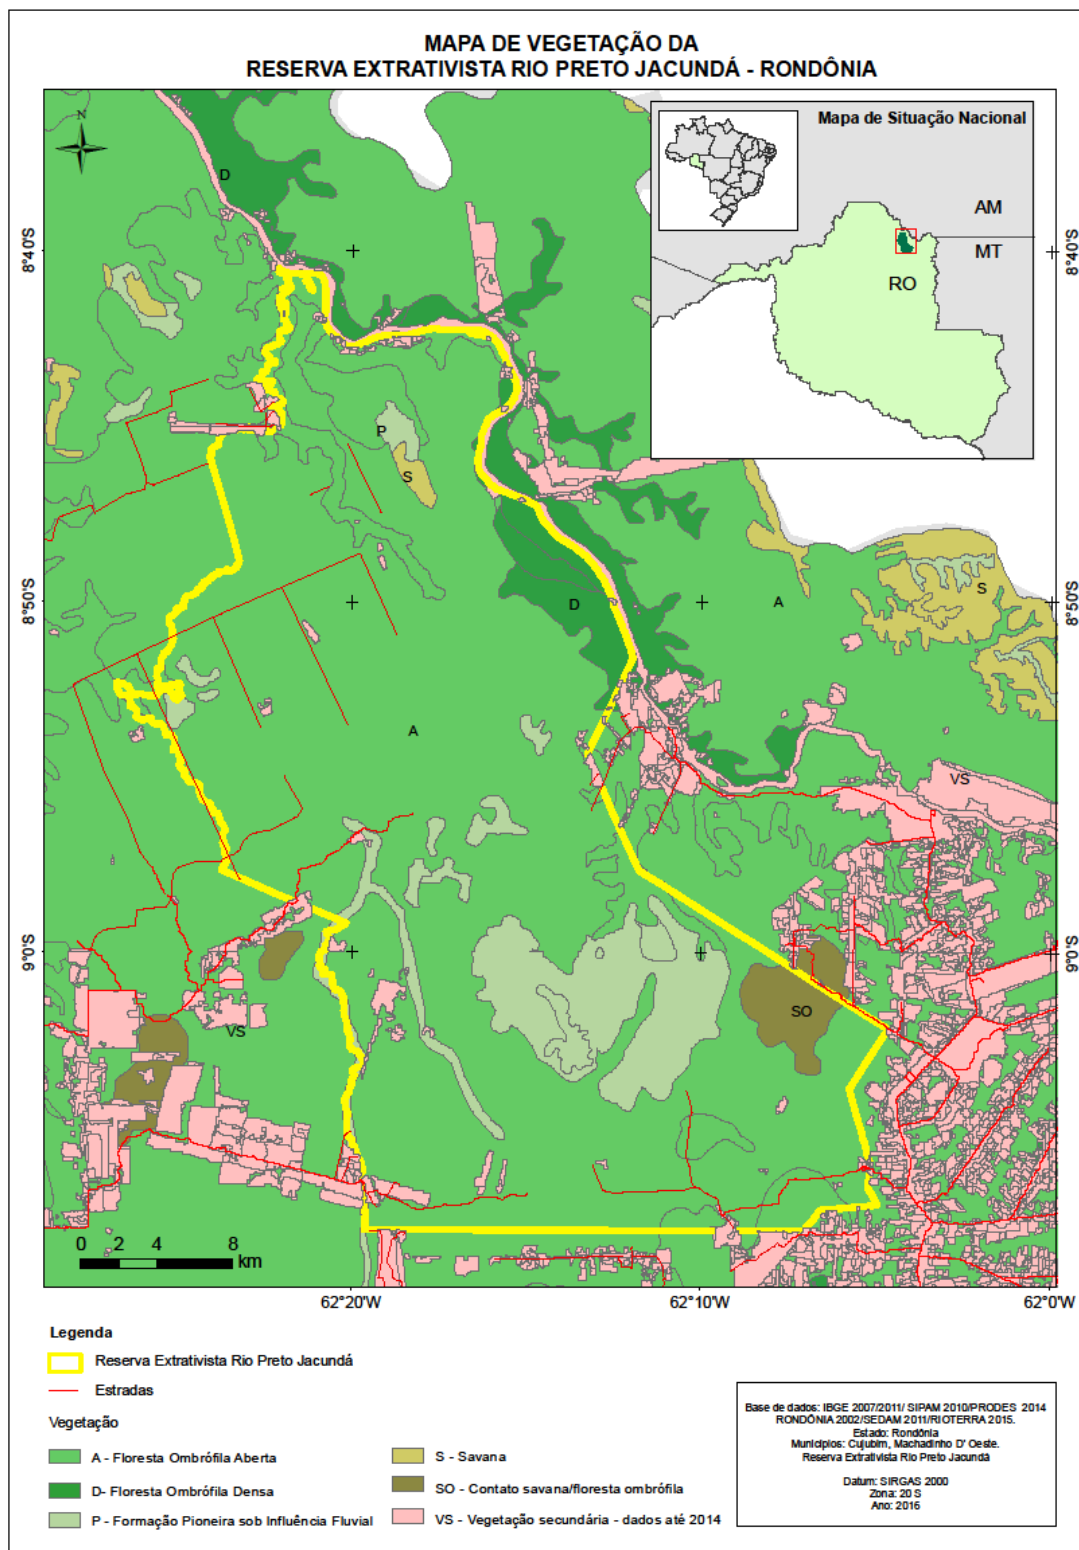 MAPA DE VEGETAÇÃO DA
RESERVA EXTRATIVISTA RIO PRETO JACUNDÁ - RONDÔNIA
N
Mapa de Situação Nacional
AM
MT
RO
D
8°40'S
8°40'S
P
S
8°50'S
D
A
S
8°50'S
A
VS
9°0'S
9°0'S
SO
VS
0 2 4 8
km
62°20'W
62°10'W
62°0'W
Legenda
Reserva Extrativista Rio Preto Jacundá
Estradas
Vegetação
A - Floresta Ombrófila Aberta
D- Floresta Ombrófila Densa
P - Formação Pioneira sob Influência Fluvial
S - Savana
SO - Contato savana/floresta ombrófila
VS - Vegetação secundária - dados até 2014
Base de dados: IBGE 2007/2011/ SIPAM 2010/PRODES 2014
RONDÔNIA 2002/SEDAM 2011/RIOTERRA 2015.
Estado: Rondônia
Municípios: Cujubim, Machadinho D' Oeste.
Reserva Extrativista Rio Preto Jacundá
Datum: SIRGAS 2000
Zona: 20 S
Ano: 2016